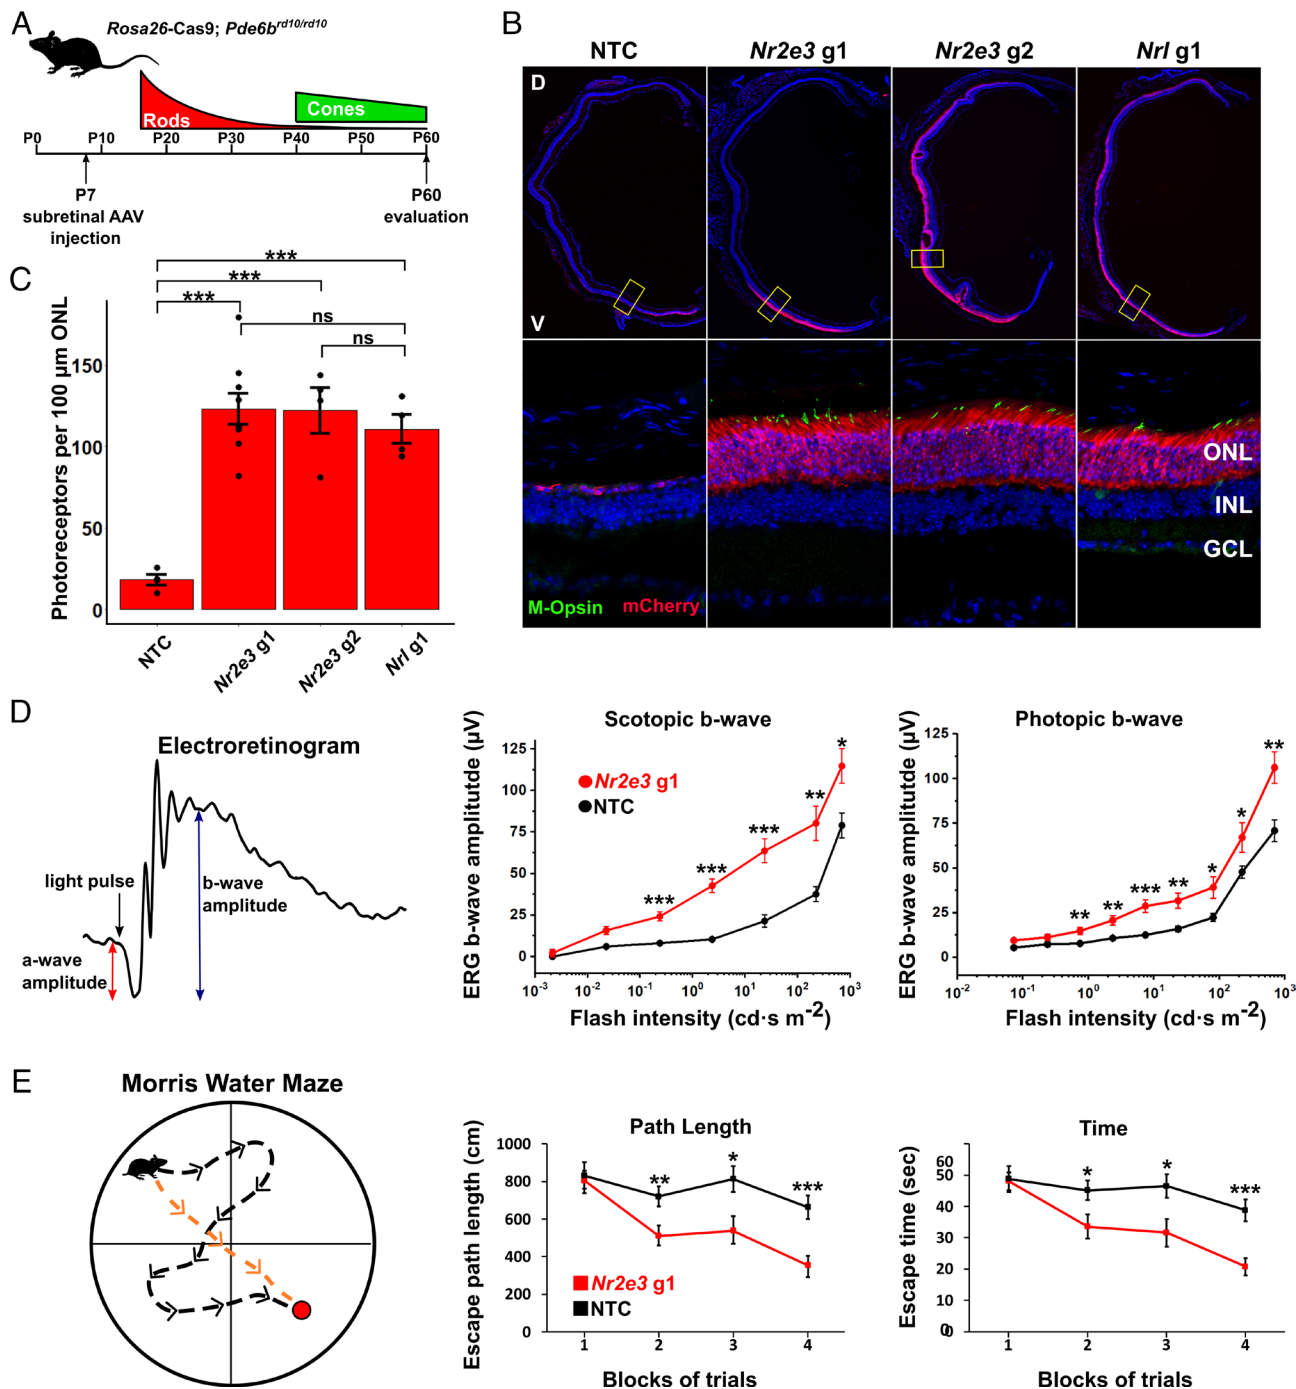 A
Rosa26-Cas9; Pde6b^rd10/rd10
Rods
Cones
P0 P10 P20 P30 P40 P50 P60
P7
subretinal AAV
injection
P60
evaluation
B
NTC Nr2e3 g1 Nr2e3 g2 Nrl g1
D
V
ONL
INL
GCL
M-Opsin mCherry
C
***
***
***
ns
ns
Photoreceptors per 100 µm ONL
150
100
50
0
NTC Nr2e3 g1 Nr2e3 g2 Nrl g1
D
Electroretinogram
light pulse
a-wave
amplitude
b-wave
amplitude
Scotopic b-wave
ERG b-wave amplitutde (µV)
125
100
75
50
25
0
Nr2e3 g1
NTC
*** *** *** ** *
10^-3 10^-2 10^-1 10^0 10^1 10^2 10^3
Flash intensity (cd·s m^-2)
Photopic b-wave
ERG b-wave amplitude (µV)
125
100
75
50
25
0
** ** *** ** * * **
10^-2 10^-1 10^0 10^1 10^2 10^3
Flash intensity (cd·s m^-2)
E
Morris Water Maze
Path Length
Escape path length (cm)
1000
800
600
400
200
0
** * ***
Nr2e3 g1
NTC
1 2 3 4
Blocks of trials
Time
Escape time (sec)
50
60
40
30
20
10
0
0
* * ***
1 2 3 4
Blocks of trials